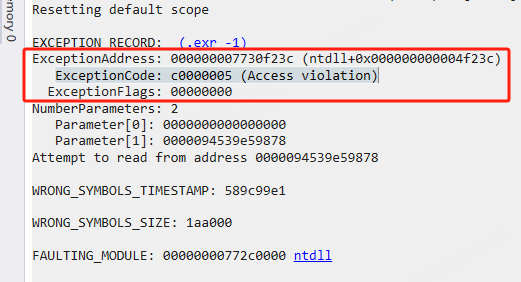 mory 0
Resetting default scope
EXCEPTION_RECORD:  (.exr -1)
ExceptionAddress: 000000007730f23c (ntdll+0x000000000004f23c)
ExceptionCode: c0000005 (Access violation)
ExceptionFlags: 00000000
NumberParameters: 2
Parameter[0]: 0000000000000000
Parameter[1]: 0000094539e59878
Attempt to read from address 0000094539e59878
WRONG_SYMBOLS_TIMESTAMP: 589c99e1
WRONG_SYMBOLS_SIZE: 1aa000
FAULTING_MODULE: 00000000772c0000 ntdll